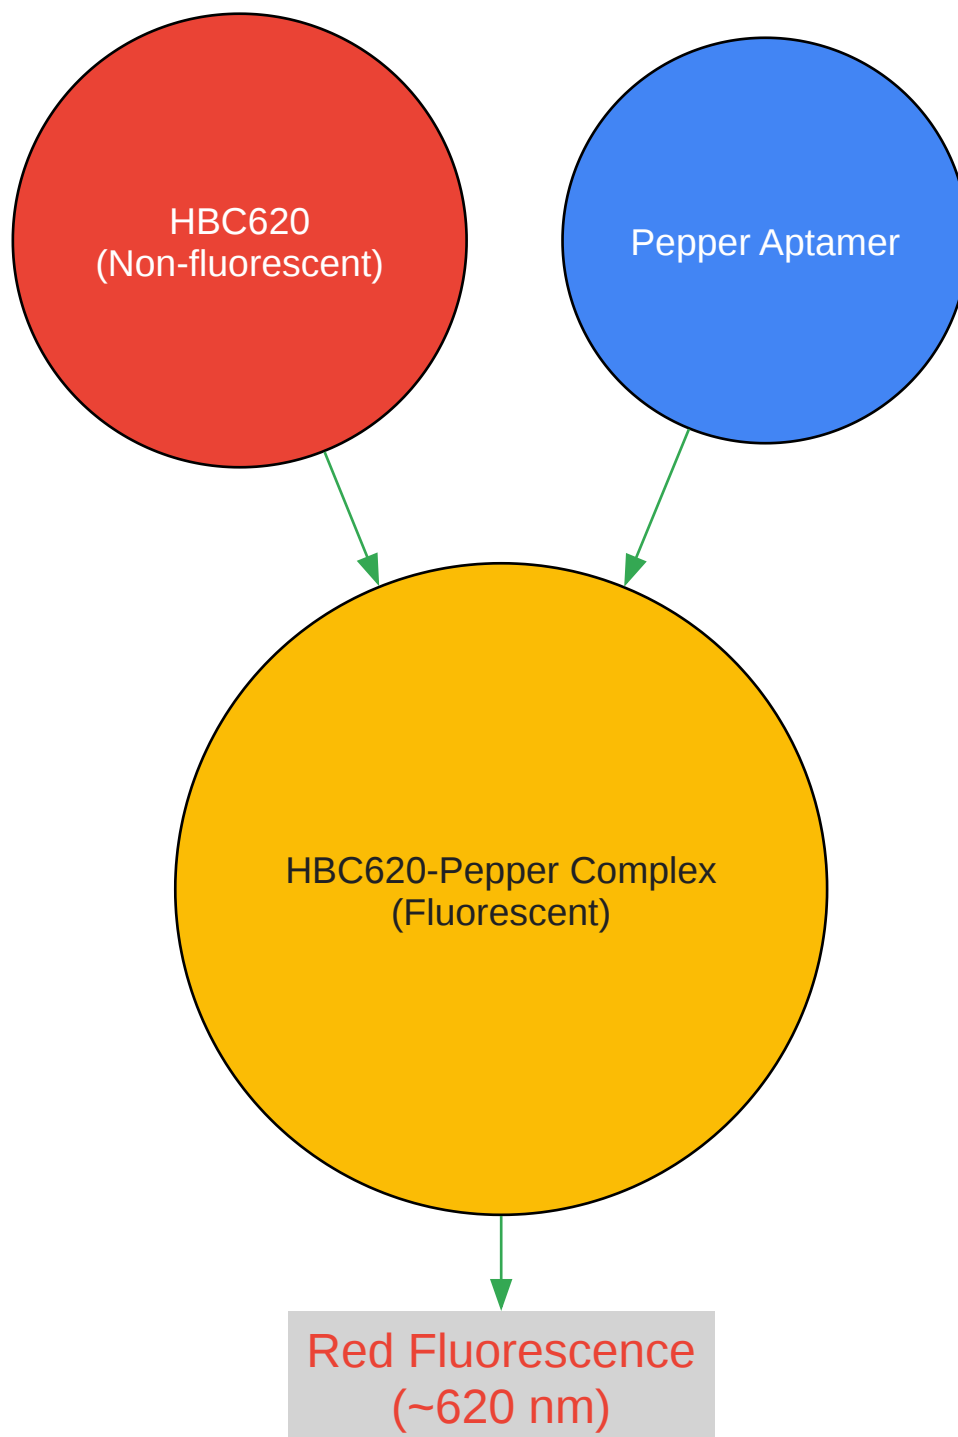 HBC620
(Non-fluorescent)
Pepper Aptamer
HBC620-Pepper Complex
(Fluorescent)
Red Fluorescence
(~620 nm)